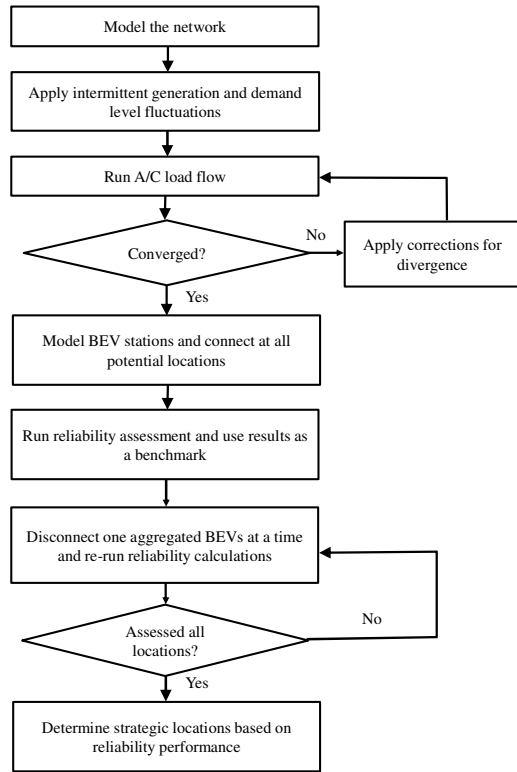 Model the network
Apply intermittent generation and demand
level fluctuations
Run A/C load flow
Converged?
No
Apply corrections for
divergence
Yes
Model BEV stations and connect at all
potential locations
Run reliability assessment and use results as
a benchmark
Disconnect one aggregated BEVs at a time
and re-run reliability calculations
Assessed all
locations?
No
Yes
Determine strategic locations based on
reliability performance